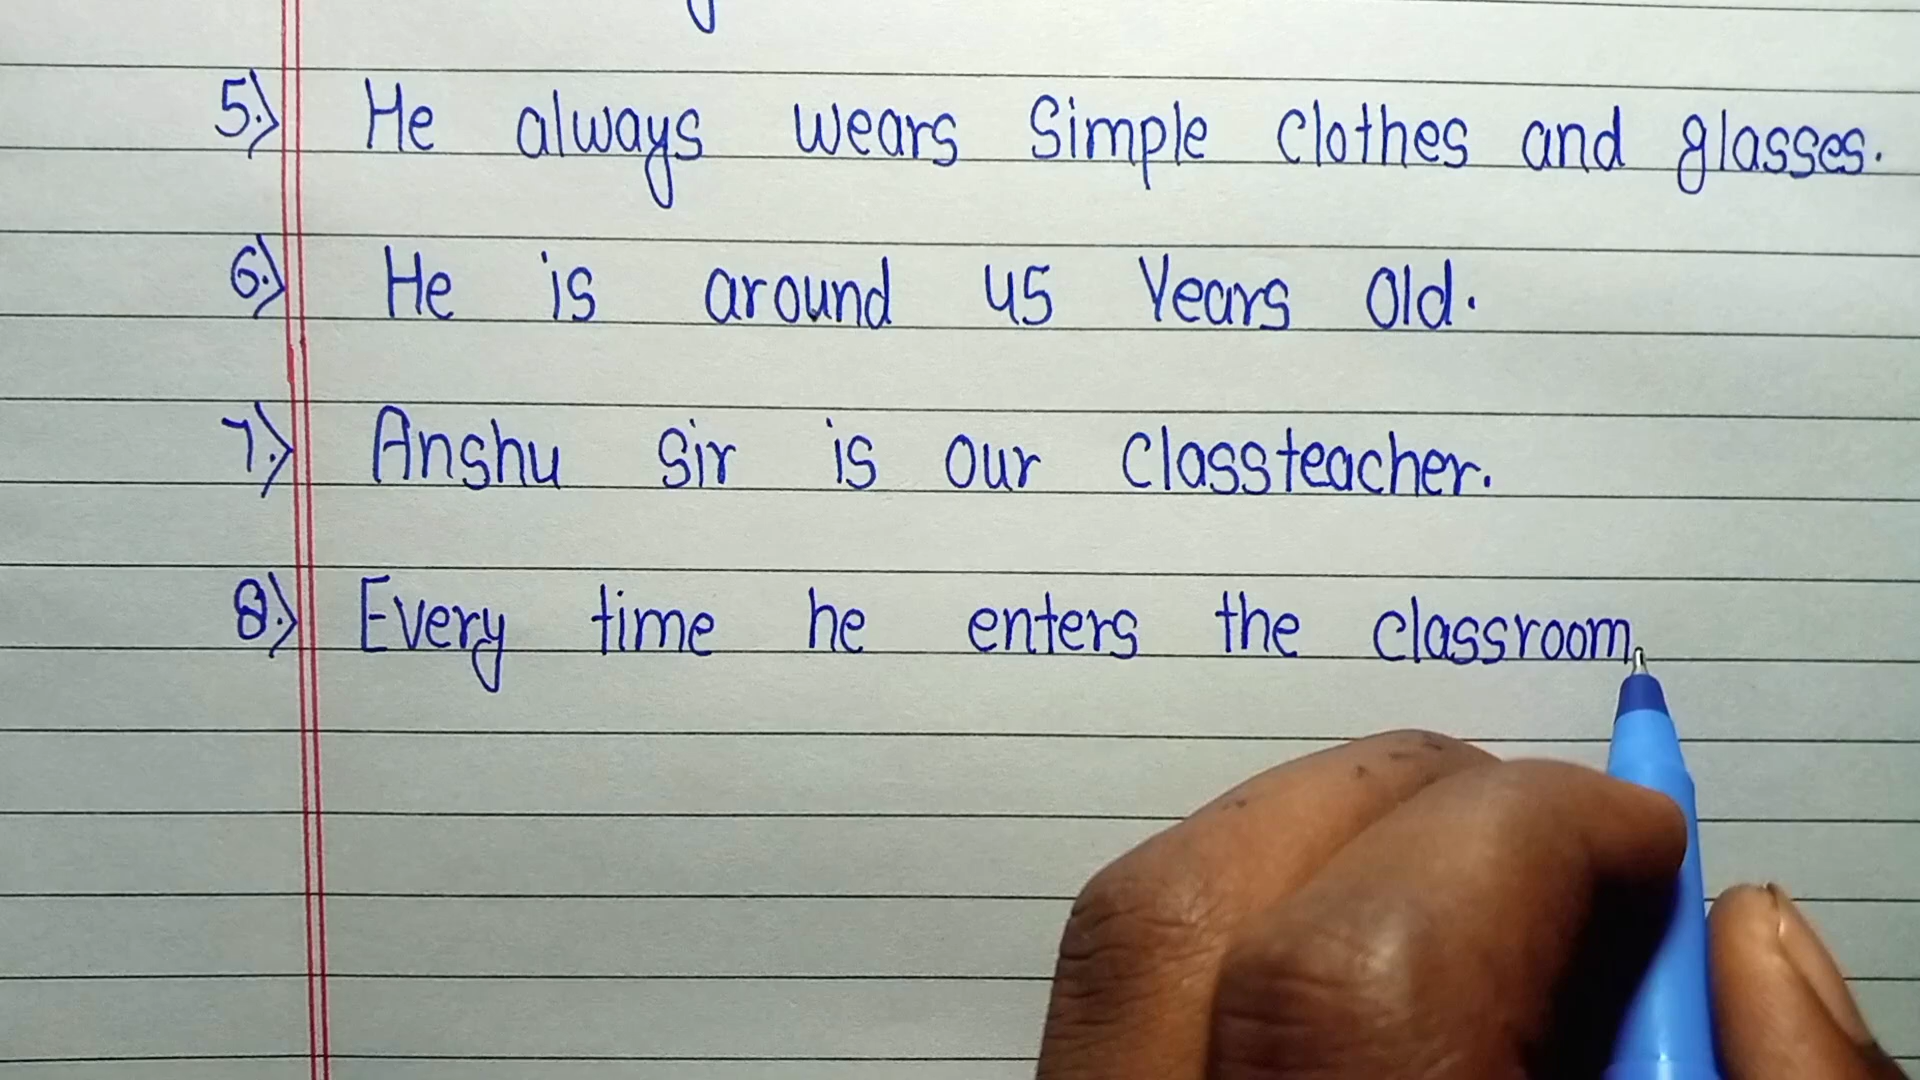 5.) He always wears Simple clothes and glasses.
6.) He is around 45 Years Old.
7.) Anshu Sir is our Classteacher.
8.) Every time he enters the classroom,